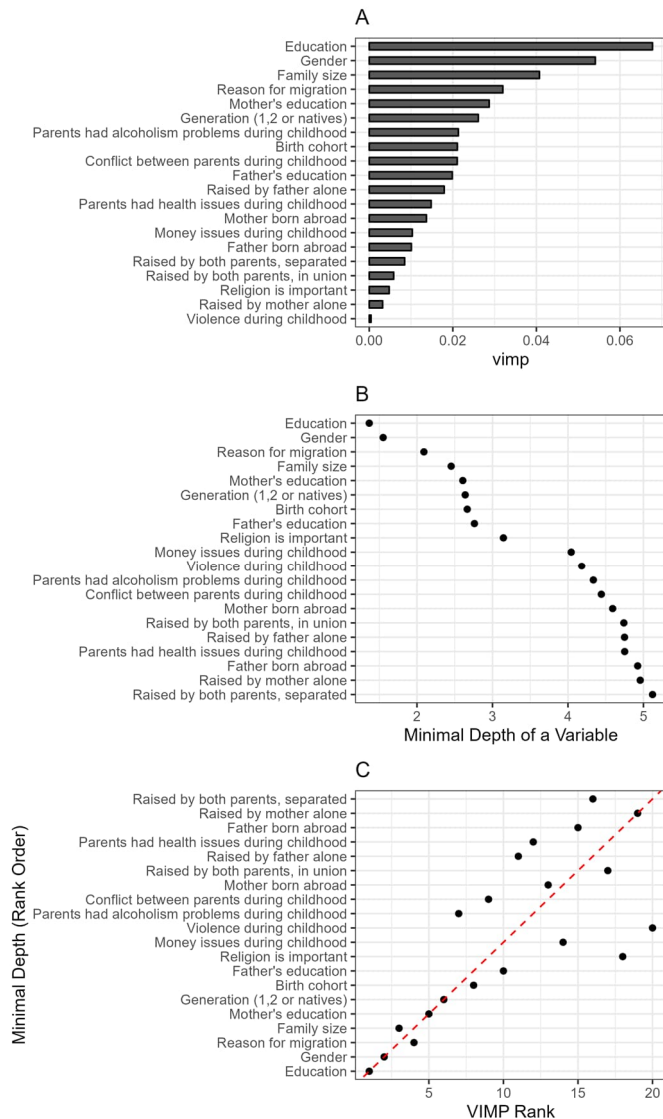 A
Education
Gender
Family size
Reason for migration
Mother's education
Generation (1,2 or natives)
Parents had alcoholism problems during childhood
Birth cohort
Conflict between parents during childhood
Father's education
Raised by father alone
Parents had health issues during childhood
Mother born abroad
Money issues during childhood
Father born abroad
Raised by both parents, separated
Raised by both parents, in union
Religion is important
Raised by mother alone
Violence during childhood
0.00 0.02 0.04 0.06
vimp
B
Education
Gender
Reason for migration
Family size
Mother's education
Generation (1,2 or natives)
Birth cohort
Father's education
Religion is important
Money issues during childhood
Violence during childhood
Parents had alcoholism problems during childhood
Conflict between parents during childhood
Mother born abroad
Raised by both parents, in union
Raised by father alone
Parents had health issues during childhood
Father born abroad
Raised by mother alone
Raised by both parents, separated
2 3 4 5
Minimal Depth of a Variable
C
Minimal Depth (Rank Order)
Raised by both parents, separated
Raised by mother alone
Father born abroad
Parents had health issues during childhood
Raised by father alone
Raised by both parents, in union
Mother born abroad
Conflict between parents during childhood
Parents had alcoholism problems during childhood
Violence during childhood
Money issues during childhood
Religion is important
Father's education
Birth cohort
Generation (1,2 or natives)
Mother's education
Family size
Reason for migration
Gender
Education
5 10 15 20
VIMP Rank